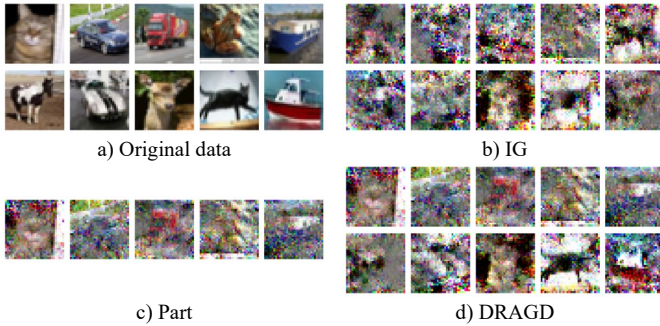 a) Original data
b) IG
c) Part
d) DRAGD